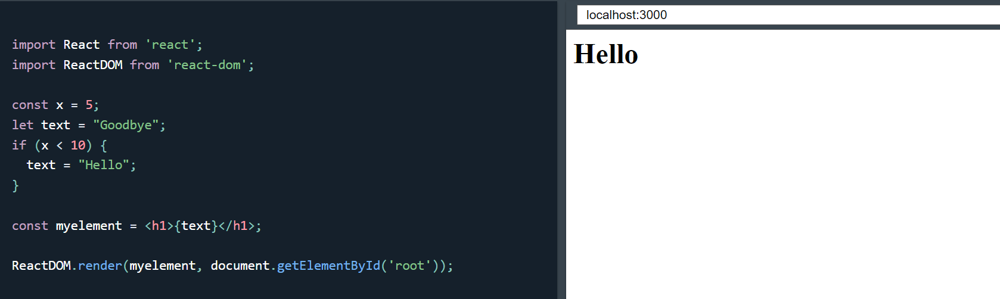 import React from 'react';
import ReactDOM from 'react-dom';
const x = 5;
let text = "Goodbye";
if (x < 10) {
  text = "Hello";
}
const myelement = <h1>{text}</h1>;
ReactDOM.render(myelement, document.getElementById('root'));
localhost:3000
Hello